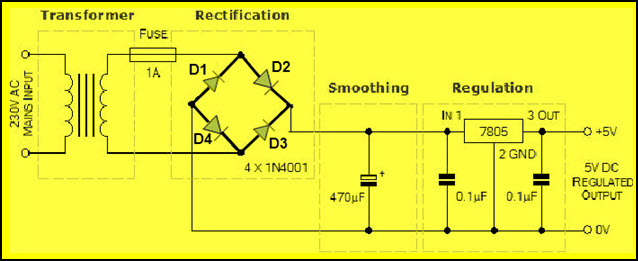 Transformer
Rectification
FUSE
1A
230V AC
MAINS INPUT
D1
D2
D4
D3
4 X 1N4001
Smoothing
Regulation
IN 1
7805
3 OUT
2 GND
+5V
+
470µF
0.1µF
0.1µF
5V DC
REGULATED
OUTPUT
0V